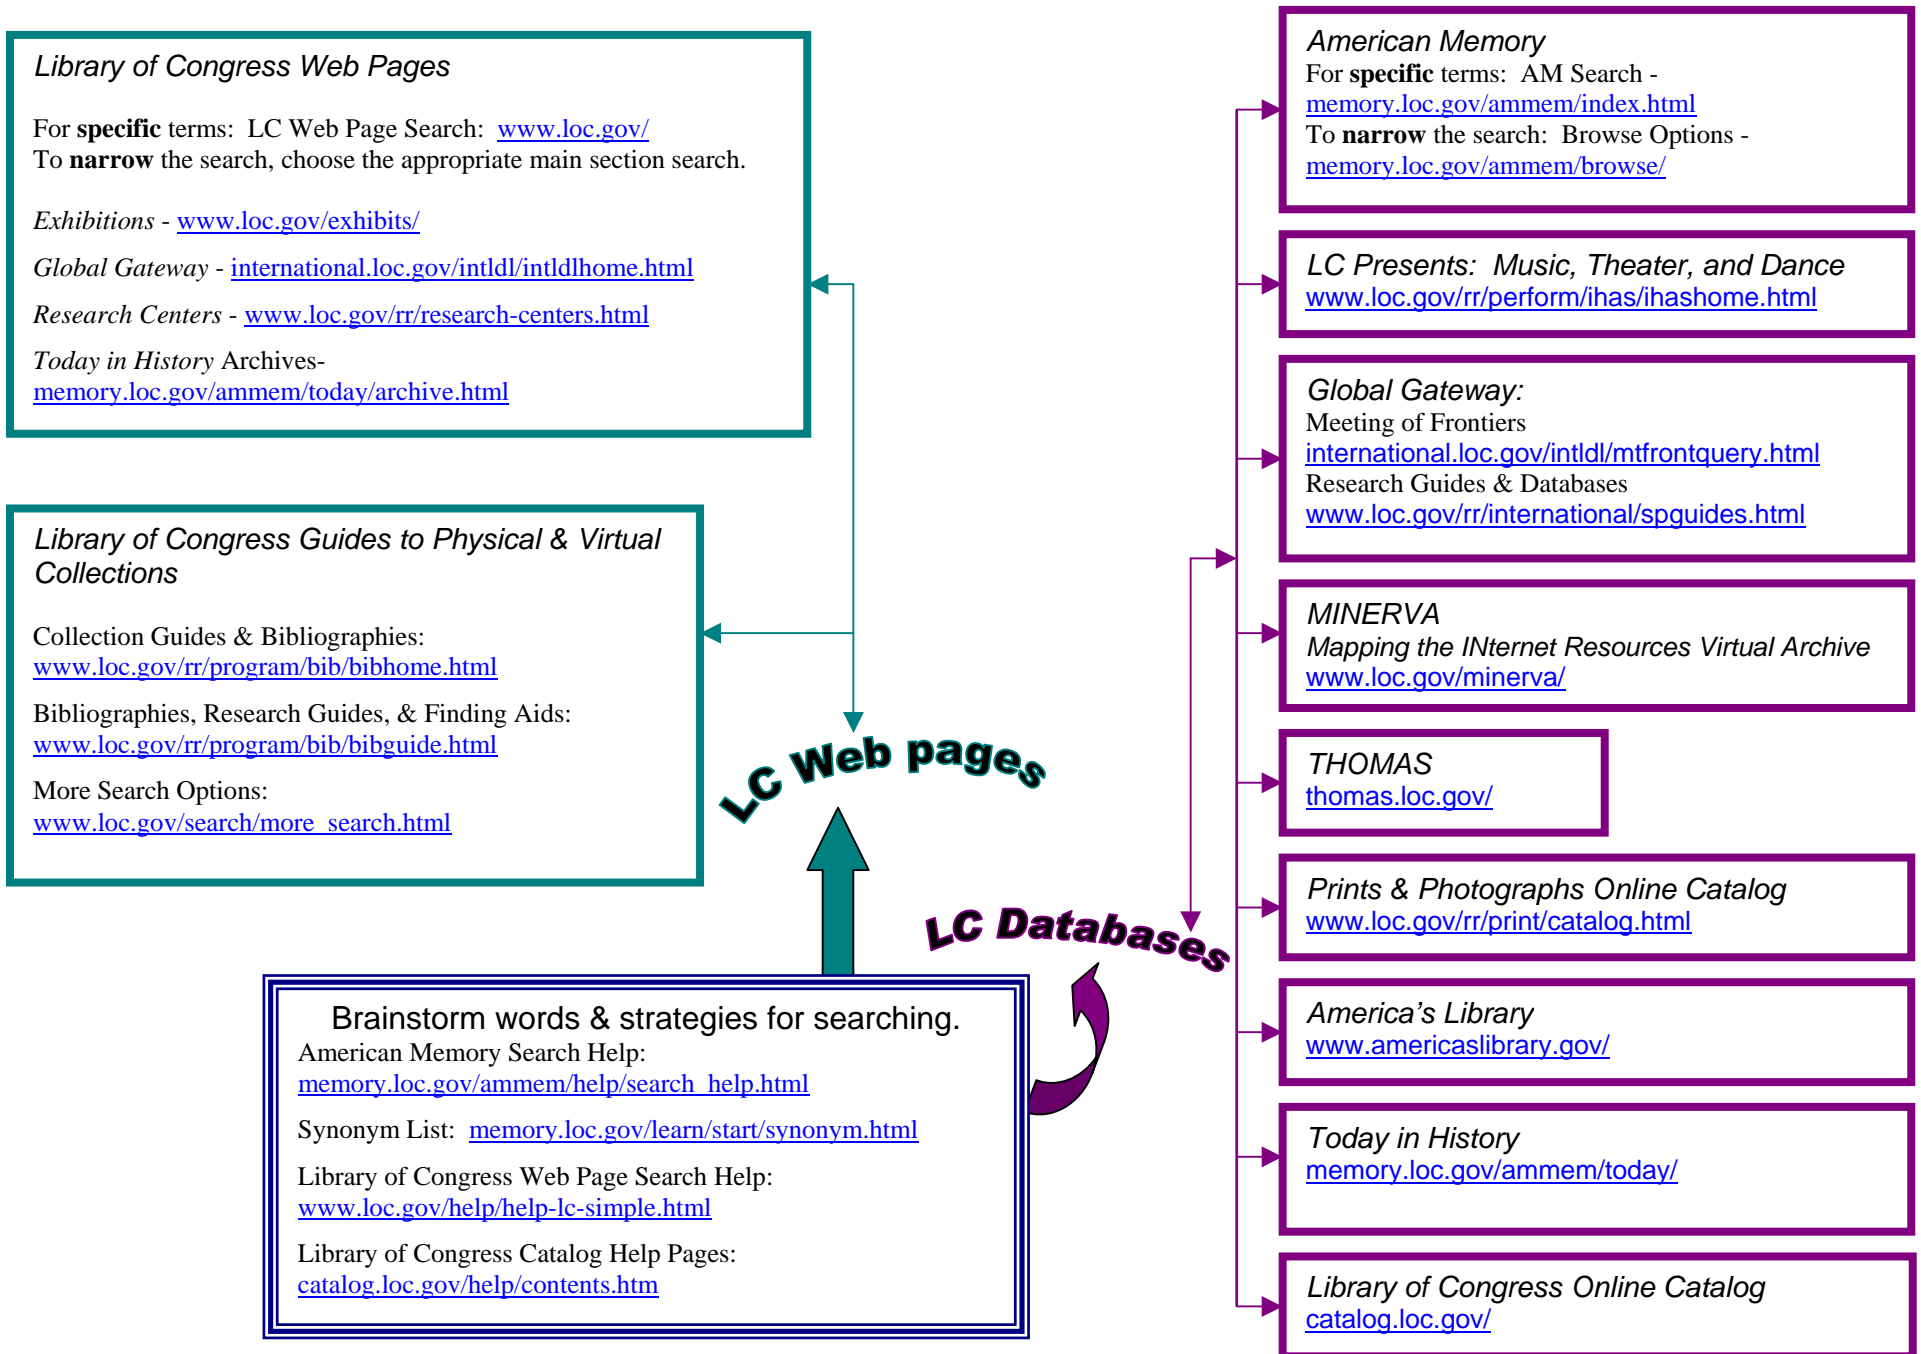 Library of Congress Web Pages
For specific terms:  LC Web Page Search:  www.loc.gov/
To narrow the search, choose the appropriate main section search.
Exhibitions - www.loc.gov/exhibits/
Global Gateway - international.loc.gov/intldl/intldlhome.html
Research Centers - www.loc.gov/rr/research-centers.html
Today in History Archives-
memory.loc.gov/ammem/today/archive.html
Library of Congress Guides to Physical & Virtual
Collections
Collection Guides & Bibliographies:
www.loc.gov/rr/program/bib/bibhome.html
Bibliographies, Research Guides, & Finding Aids:
www.loc.gov/rr/program/bib/bibguide.html
More Search Options:
www.loc.gov/search/more_search.html
LC Web pages
LC Databases
Brainstorm words & strategies for searching.
American Memory Search Help:
memory.loc.gov/ammem/help/search_help.html
Synonym List:  memory.loc.gov/learn/start/synonym.html
Library of Congress Web Page Search Help:
www.loc.gov/help/help-lc-simple.html
Library of Congress Catalog Help Pages:
catalog.loc.gov/help/contents.htm
American Memory
For specific terms:  AM Search -
memory.loc.gov/ammem/index.html
To narrow the search:  Browse Options -
memory.loc.gov/ammem/browse/
LC Presents:  Music, Theater, and Dance
www.loc.gov/rr/perform/ihas/ihashome.html
Global Gateway:
Meeting of Frontiers
international.loc.gov/intldl/mtfrontquery.html
Research Guides & Databases
www.loc.gov/rr/international/spguides.html
MINERVA
Mapping the INternet Resources Virtual Archive
www.loc.gov/minerva/
THOMAS
thomas.loc.gov/
Prints & Photographs Online Catalog
www.loc.gov/rr/print/catalog.html
America's Library
www.americaslibrary.gov/
Today in History
memory.loc.gov/ammem/today/
Library of Congress Online Catalog
catalog.loc.gov/